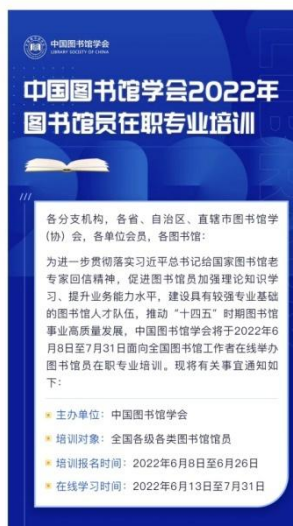 中国图书馆学会
LIBRARY SOCIETY OF CHINA
中国图书馆学会2022年
图书馆员在职专业培训
各分支机构，各省、自治区、直辖市图书馆学
（协）会，各单位会员，各图书馆：
为进一步贯彻落实习近平总书记给国家图书馆老
专家回信精神，促进图书馆员加强理论知识学
习、提升业务能力水平，建设具有较强专业基础
的图书馆人才队伍，推动“十四五”时期图书馆
事业高质量发展，中国图书馆学会将于2022年6
月8日至7月31日面向全国图书馆工作者在线举办
图书馆员在职专业培训。现将有关事宜通知如
下：
主办单位：中国图书馆学会
培训对象：全国各级各类图书馆馆员
培训报名时间：2022年6月8日至6月26日
在线学习时间：2022年6月13日至7月31日